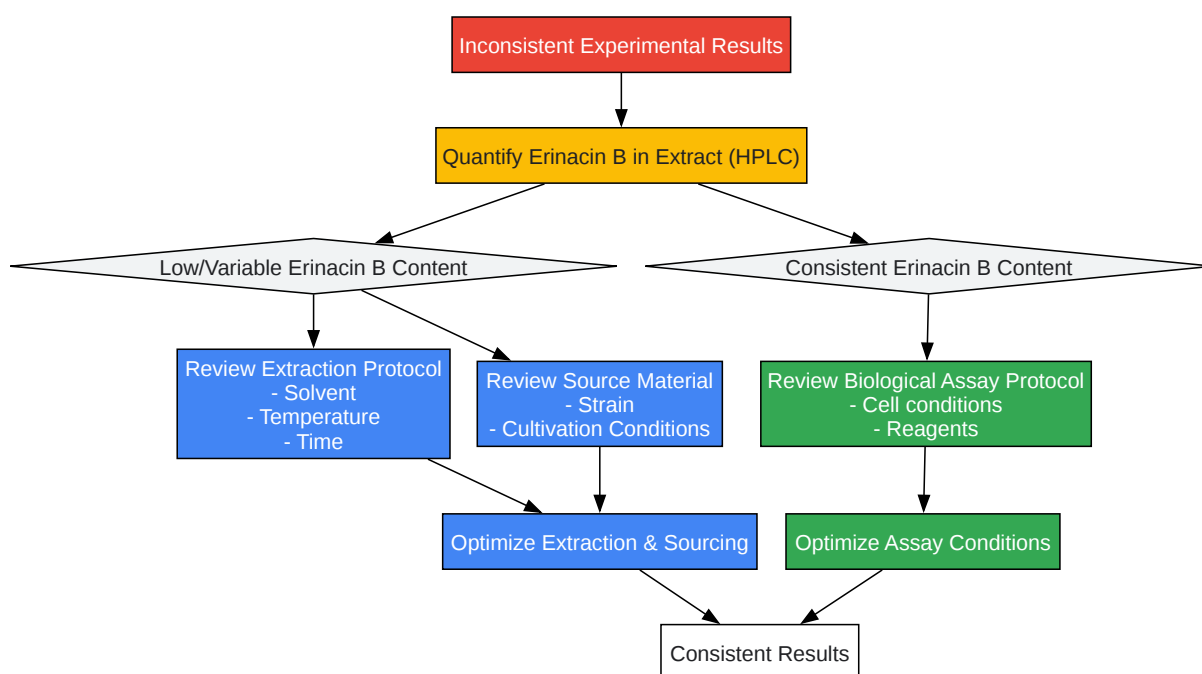 Inconsistent Experimental Results
Quantify Erinacin B in Extract (HPLC)
Low/Variable Erinacin B Content
Consistent Erinacin B Content
Review Extraction Protocol
- Solvent
- Temperature
- Time
Review Source Material
- Strain
- Cultivation Conditions
Review Biological Assay Protocol
- Cell conditions
- Reagents
Optimize Extraction & Sourcing
Optimize Assay Conditions
Consistent Results